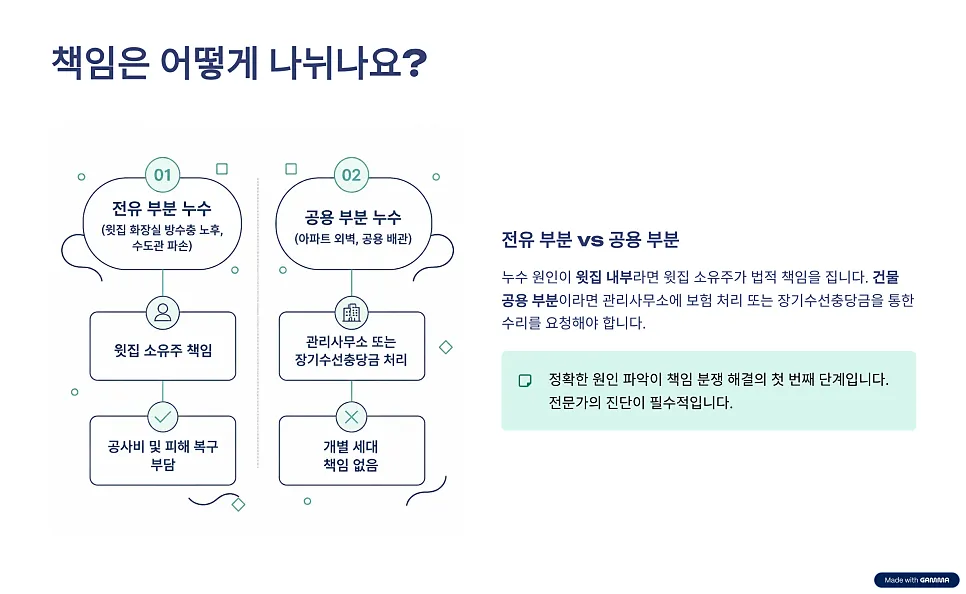 책임은 어떻게 나뉘나요?
01
전유 부분 누수
(윗집 화장실 방수층 노후,
수도관 파손)
윗집 소유주 책임
공사비 및 피해 복구
부담
02
공용 부분 누수
(아파트 외벽, 공용 배관)
관리사무소 또는
장기수선충당금 처리
개별 세대
책임 없음
전유 부분 vs 공용 부분
누수 원인이 윗집 내부라면 윗집 소유주가 법적 책임을 집니다. 건물
공용 부분이라면 관리사무소에 보험 처리 또는 장기수선충당금을 통한
수리를 요청해야 합니다.
정확한 원인 파악이 책임 분쟁 해결의 첫 번째 단계입니다.
전문가의 진단이 필수적입니다.
Made with GAMMA